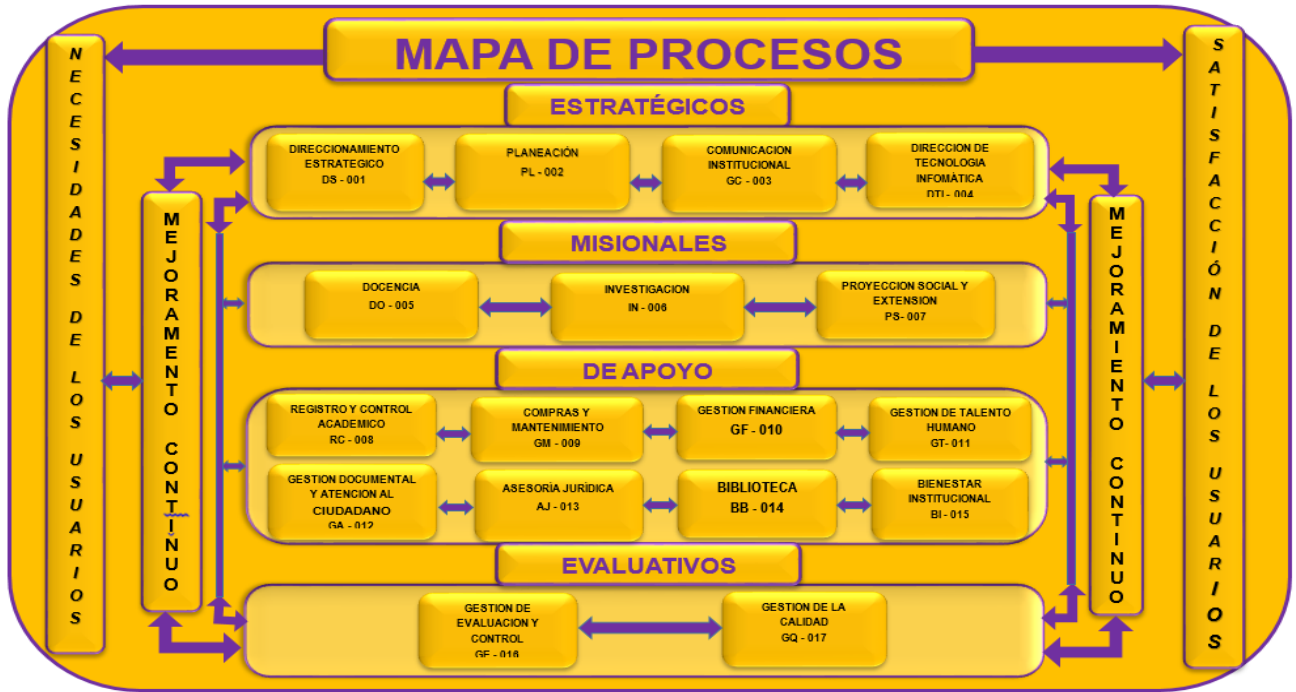 MAPA DE PROCESOS
NECESIDADES DE LOS USUARIOS
SATISFACCIÓN DE LOS USUARIOS
MEJORAMENTO CONTINUO
MEJORAMIENTO CONTINUO
ESTRATÉGICOS
DIRECCIONAMIENTO
ESTRATEGICO
DS - 001
PLANEACIÓN
PL - 002
COMUNICACION
INSTITUCIONAL
GC - 003
DIRECCION DE
TECNOLOGIA
INFOMÀTICA
DTI - 004
MISIONALES
DOCENCIA
DO - 005
INVESTIGACION
IN - 006
PROYECCION SOCIAL Y
EXTENSION
PS- 007
DE APOYO
REGISTRO Y CONTROL
ACADEMICO
RC - 008
COMPRAS Y
MANTENIMIENTO
GM - 009
GESTION FINANCIERA
GF - 010
GESTION DE TALENTO
HUMANO
GT- 011
GESTION DOCUMENTAL
Y ATENCION AL
CIUDADANO
GA - 012
ASESORÌA JURÍDICA
AJ - 013
BIBLIOTECA
BB - 014
BIENESTAR
INSTITUCIONAL
BI - 015
EVALUATIVOS
GESTION DE
EVALUACION Y
CONTROL
GE - 016
GESTION DE LA
CALIDAD
GQ - 017